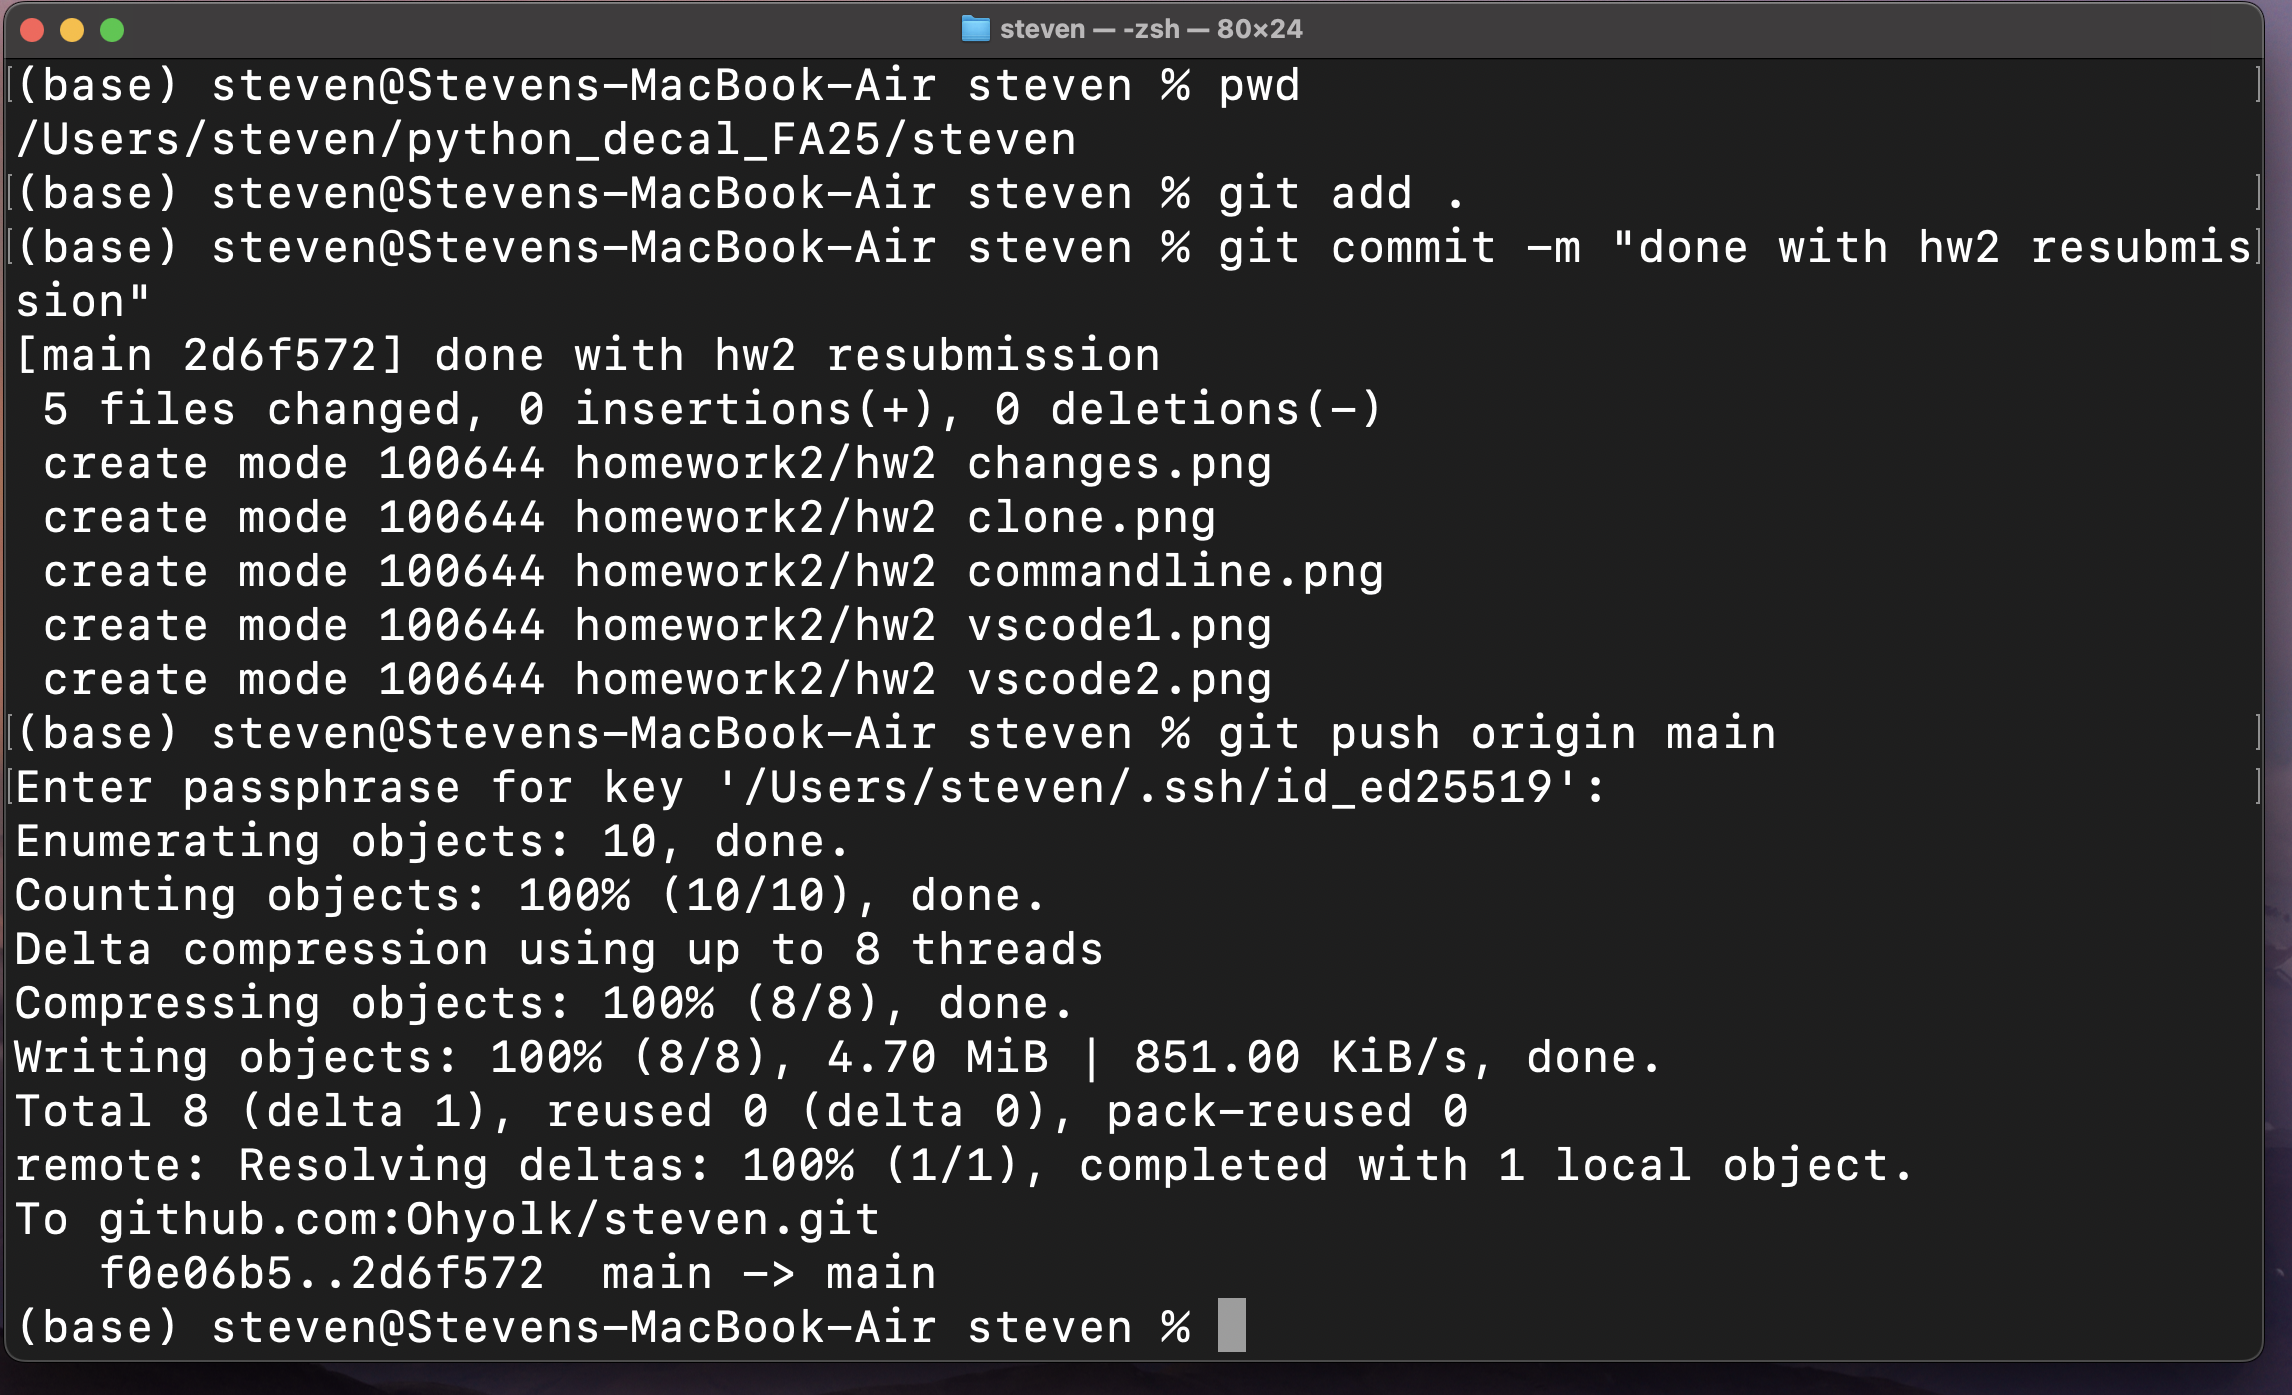 steven — -zsh — 80×24
(base) steven@Stevens-MacBook-Air steven % pwd
/Users/steven/python_decal_FA25/steven
(base) steven@Stevens-MacBook-Air steven % git add .
(base) steven@Stevens-MacBook-Air steven % git commit -m "done with hw2 resubmis
sion"
[main 2d6f572] done with hw2 resubmission
 5 files changed, 0 insertions(+), 0 deletions(-)
 create mode 100644 homework2/hw2 changes.png
 create mode 100644 homework2/hw2 clone.png
 create mode 100644 homework2/hw2 commandline.png
 create mode 100644 homework2/hw2 vscode1.png
 create mode 100644 homework2/hw2 vscode2.png
(base) steven@Stevens-MacBook-Air steven % git push origin main
Enter passphrase for key '/Users/steven/.ssh/id_ed25519':
Enumerating objects: 10, done.
Counting objects: 100% (10/10), done.
Delta compression using up to 8 threads
Compressing objects: 100% (8/8), done.
Writing objects: 100% (8/8), 4.70 MiB | 851.00 KiB/s, done.
Total 8 (delta 1), reused 0 (delta 0), pack-reused 0
remote: Resolving deltas: 100% (1/1), completed with 1 local object.
To github.com:Ohyolk/steven.git
   f0e06b5..2d6f572  main -> main
(base) steven@Stevens-MacBook-Air steven %